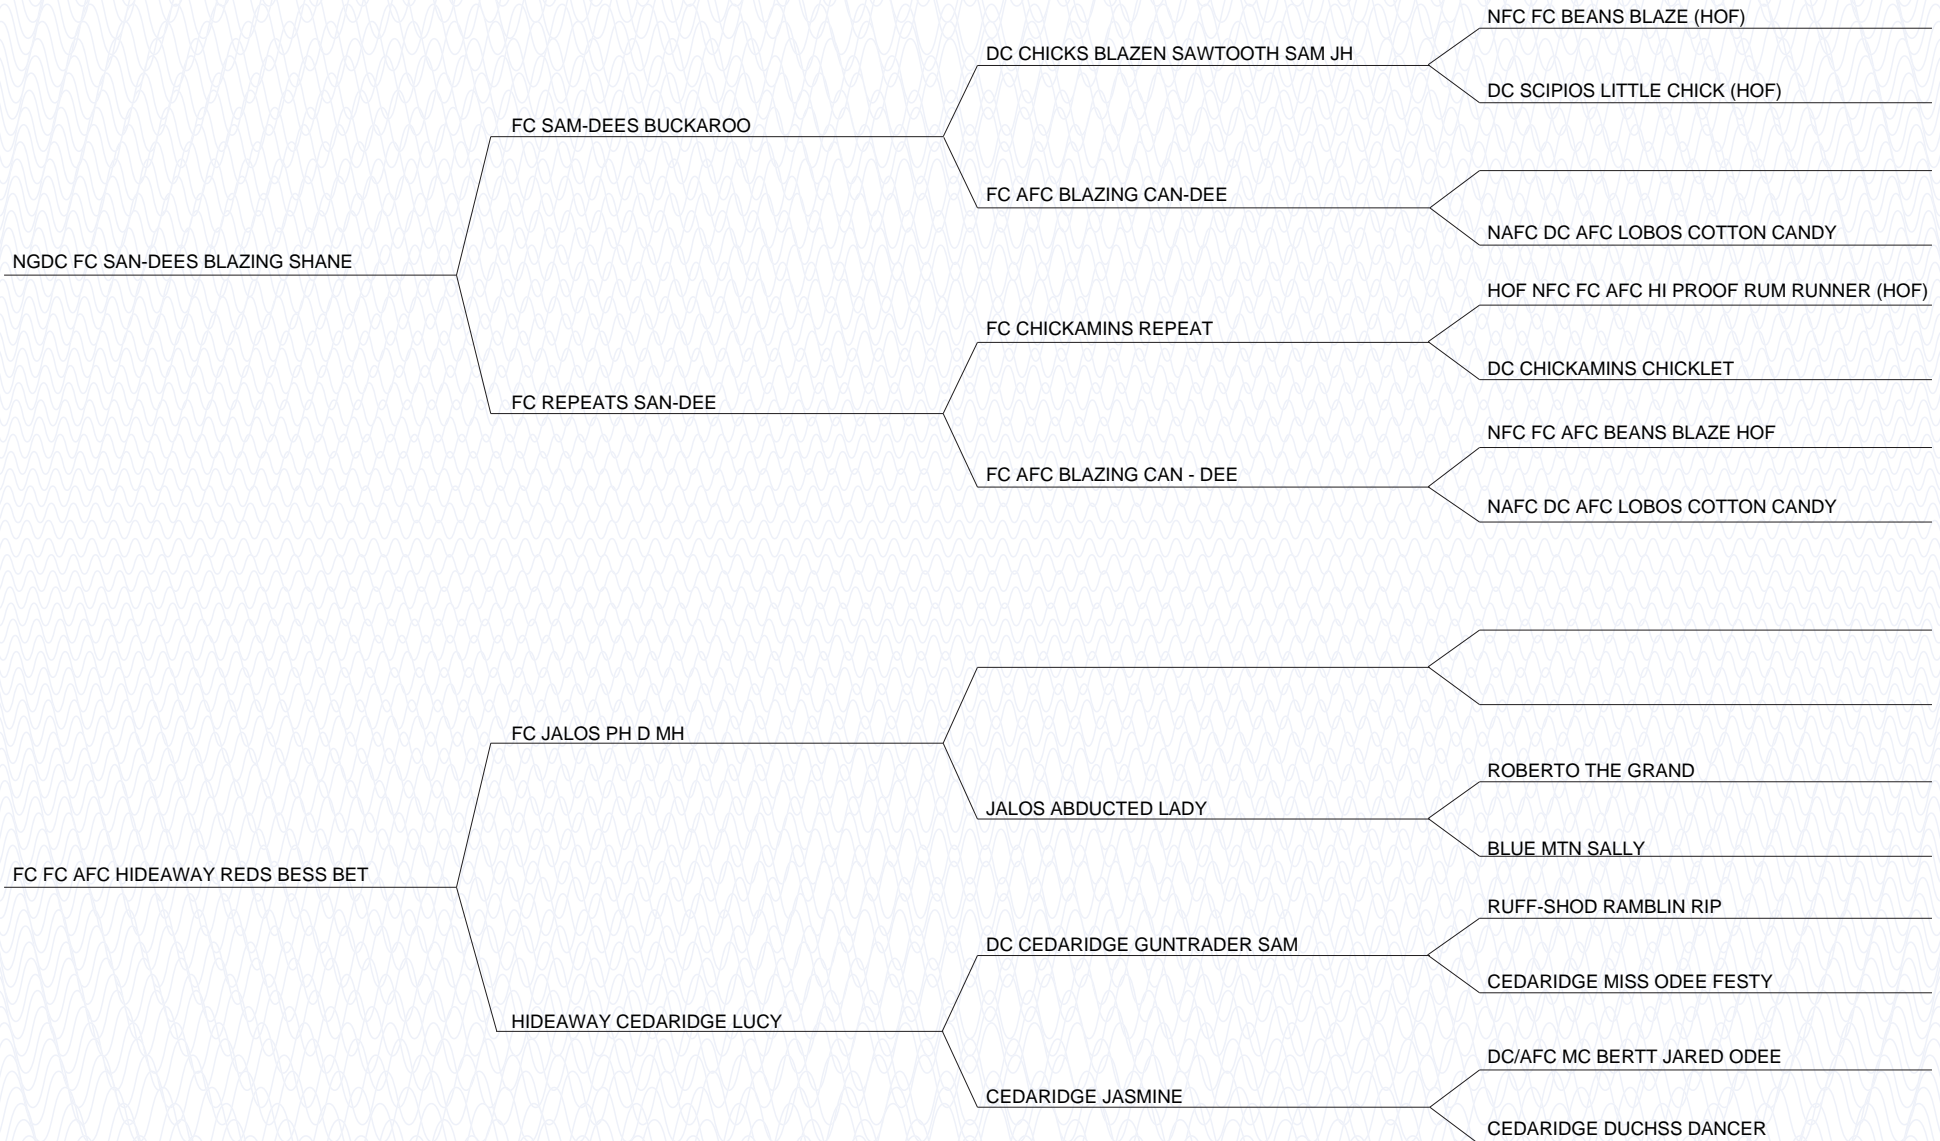 NFC FC BEANS BLAZE (HOF)
DC CHICKS BLAZEN SAWTOOTH SAM JH
DC SCIPIOS LITTLE CHICK (HOF)
FC SAM-DEES BUCKAROO
FC AFC BLAZING CAN-DEE
NAFC DC AFC LOBOS COTTON CANDY
NGDC FC SAN-DEES BLAZING SHANE
HOF NFC FC AFC HI PROOF RUM RUNNER (HOF)
FC CHICKAMINS REPEAT
DC CHICKAMINS CHICKLET
FC REPEATS SAN-DEE
NFC FC AFC BEANS BLAZE HOF
FC AFC BLAZING CAN - DEE
NAFC DC AFC LOBOS COTTON CANDY
FC JALOS PH D MH
ROBERTO THE GRAND
JALOS ABDUCTED LADY
BLUE MTN SALLY
FC FC AFC HIDEAWAY REDS BESS BET
RUFF-SHOD RAMBLIN RIP
DC CEDARIDGE GUNTRADER SAM
CEDARIDGE MISS ODEE FESTY
HIDEAWAY CEDARIDGE LUCY
DC/AFC MC BERTT JARED ODEE
CEDARIDGE JASMINE
CEDARIDGE DUCHSS DANCER